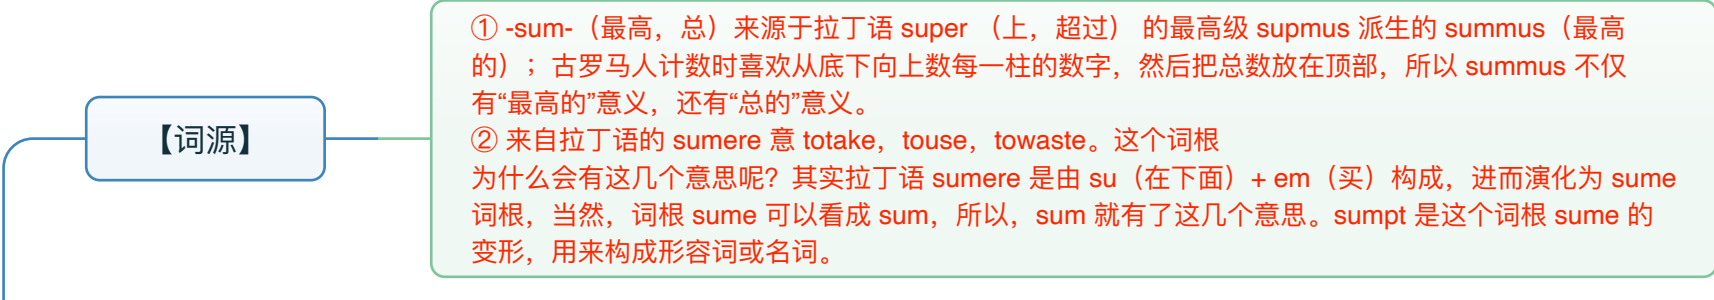 【词源】
① -sum-（最高，总）来源于拉丁语 super （上，超过） 的最高级 supmus 派生的 summus（最高
的）；古罗马人计数时喜欢从底下向上数每一柱的数字，然后把总数放在顶部，所以 summus 不仅
有“最高的”意义，还有“总的”意义。
② 来自拉丁语的 sumere 意 totake，touse，towaste。这个词根
为什么会有这几个意思呢？其实拉丁语 sumere 是由 su（在下面）+ em（买）构成，进而演化为 sume
词根，当然，词根 sume 可以看成 sum，所以，sum 就有了这几个意思。sumpt 是这个词根 sume 的
变形，用来构成形容词或名词。